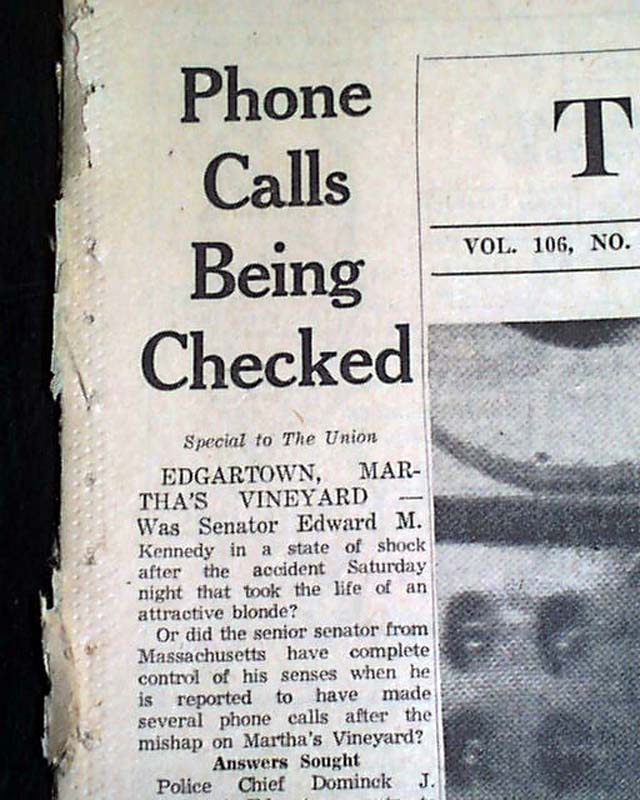 Phone
Calls
Being
Checked
Special to The Union
EDGARTOWN, MAR-
THA'S VINEYARD —
Was Senator Edward M.
Kennedy in a state of shock
after the accident Saturday
night that took the life of an
attractive blonde?
Or did the senior senator from
Massachusetts have complete
control of his senses when he
is reported to have made
several phone calls after the
mishap on Martha's Vineyard?
Answers Sought
Police Chief Dominck J.
T
VOL. 106, NO.